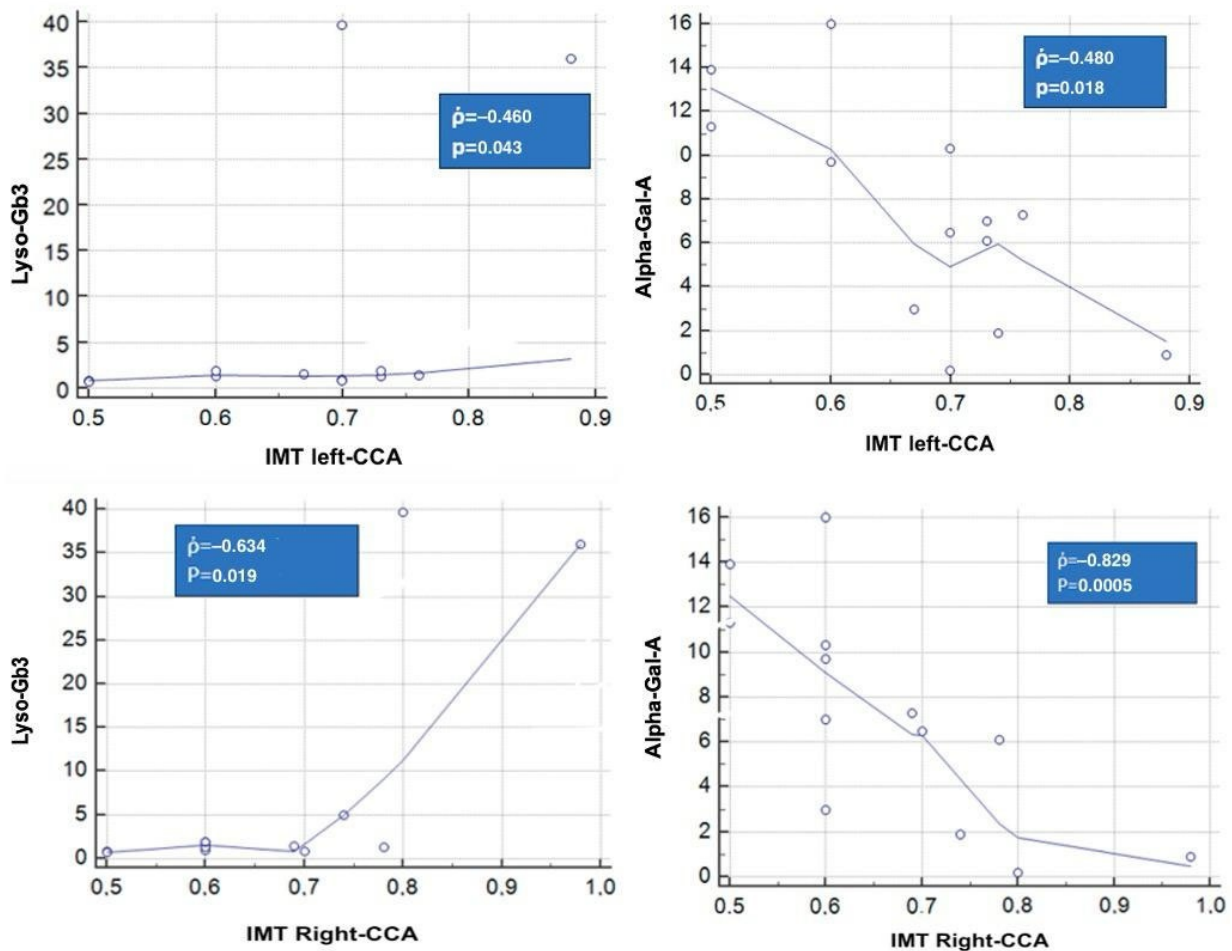 40
35
30
25
20
15
10
5
0
Lyso-Gb3
ρ̇=–0.460
p=0.043
0.5 0.6 0.7 0.8 0.9
IMT left-CCA
16
14
12
0
8
6
4
2
0
Alpha-Gal-A
ρ̇=–0.480
p=0.018
0.5 0.6 0.7 0.8 0.9
IMT left-CCA
40
35
30
25
20
15
10
5
0
Lyso-Gb3
ρ̇=–0.634
P=0.019
0.5 0.6 0.7 0.8 0.9 1.0
IMT Right-CCA
16
14
12
10
8
6
4
2
0
Alpha-Gal-A
ρ̇=–0.829
P=0.0005
0.5 0.6 0.7 0.8 0.9 1.0
IMT Right-CCA